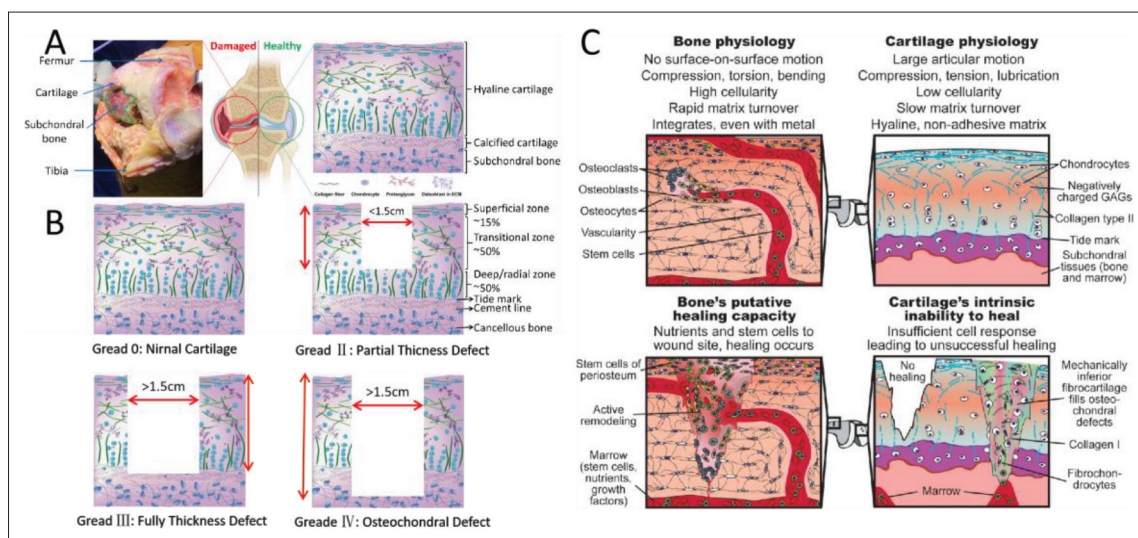 A
Femur
Cartilage
Subchondral
bone
Tibia
Damaged
Healthy
Hyaline cartilage
Calcified cartilage
Subchondral bone
Collagen fiber
Chondrocyte
Proteoglycan
Osteoblast in ECM
B
Superficial zone
~15%
Transitional zone
~50%
Deep/radial zone
~50%
Tide mark
Cement line
Cancellous bone
<1.5cm
Gread 0: Nirnal Cartilage
Gread Ⅱ: Partial Thicness Defect
>1.5cm
>1.5cm
Gread Ⅲ: Fully Thickness Defect
Greade Ⅳ: Osteochondral Defect
C
Bone physiology
No surface-on-surface motion
Compression, torsion, bending
High cellularity
Rapid matrix turnover
Integrates, even with metal
Osteoclasts
Osteoblasts
Osteocytes
Vascularity
Stem cells
Cartilage physiology
Large articular motion
Compression, tension, lubrication
Low cellularity
Slow matrix turnover
Hyaline, non-adhesive matrix
Chondrocytes
Negatively
charged GAGs
Collagen type II
Tide mark
Subchondral
tissues (bone
and marrow)
Bone's putative
healing capacity
Nutrients and stem cells to
wound site, healing occurs
Stem cells of
periosteum
Active
remodeling
Marrow
(stem cells,
nutrients,
growth
factors)
Cartilage's intrinsic
inability to heal
Insufficient cell response
leading to unsuccessful healing
No
healing
Mechanically
inferior
fibrocartilage
fills osteo-
chondral
defects
Collagen I
Fibrochon-
drocytes
Marrow